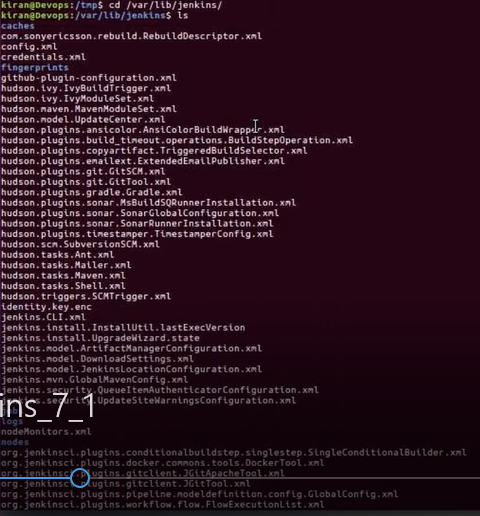 kiran@Devops:/tmp$ cd /var/lib/jenkins/
kiran@Devops:/var/lib/jenkins$ ls
caches
com.sonyericsson.rebuild.RebuildDescriptor.xml
config.xml
credentials.xml
fingerprints
github-plugin-configuration.xml
hudson.ivy.IvyBuildTrigger.xml
hudson.ivy.IvyModuleSet.xml
hudson.maven.MavenModuleSet.xml
hudson.model.UpdateCenter.xml
hudson.plugins.ansicolor.AnsiColorBuildWrapper.xml
hudson.plugins.build_timeout.operations.BuildStepOperation.xml
hudson.plugins.copyartifact.TriggeredBuildSelector.xml
hudson.plugins.emailext.ExtendedEmailPublisher.xml
hudson.plugins.git.GitSCM.xml
hudson.plugins.git.GitTool.xml
hudson.plugins.gradle.Gradle.xml
hudson.plugins.sonar.MsBuildSQRunnerInstallation.xml
hudson.plugins.sonar.SonarGlobalConfiguration.xml
hudson.plugins.sonar.SonarRunnerInstallation.xml
hudson.plugins.timestamper.TimestamperConfig.xml
hudson.scm.SubversionSCM.xml
hudson.tasks.Ant.xml
hudson.tasks.Mailer.xml
hudson.tasks.Maven.xml
hudson.tasks.Shell.xml
hudson.triggers.SCMTrigger.xml
identity.key.enc
jenkins.CLI.xml
jenkins.install.InstallUtil.lastExecVersion
jenkins.install.UpgradeWizard.state
jenkins.model.ArtifactManagerConfiguration.xml
jenkins.model.DownloadSettings.xml
jenkins.model.JenkinsLocationConfiguration.xml
jenkins.mvn.GlobalMavenConfig.xml
jenkins.security.QueueItemAuthenticatorConfiguration.xml
jenkins.security.UpdateSiteWarningsConfiguration.xml
ins_7_1
logs
nodeMonitors.xml
nodes
org.jenkinsci.plugins.conditionalbuildstep.singlestep.SingleConditionalBuilder.xml
org.jenkinsci.plugins.docker.commons.tools.DockerTool.xml
org.jenkinsci.plugins.gitclient.JGitApacheTool.xml
org.jenkinsci.plugins.gitclient.JGitTool.xml
org.jenkinsci.plugins.pipeline.modeldefinition.config.GlobalConfig.xml
org.jenkinsci.plugins.workflow.flow.FlowExecutionList.xml